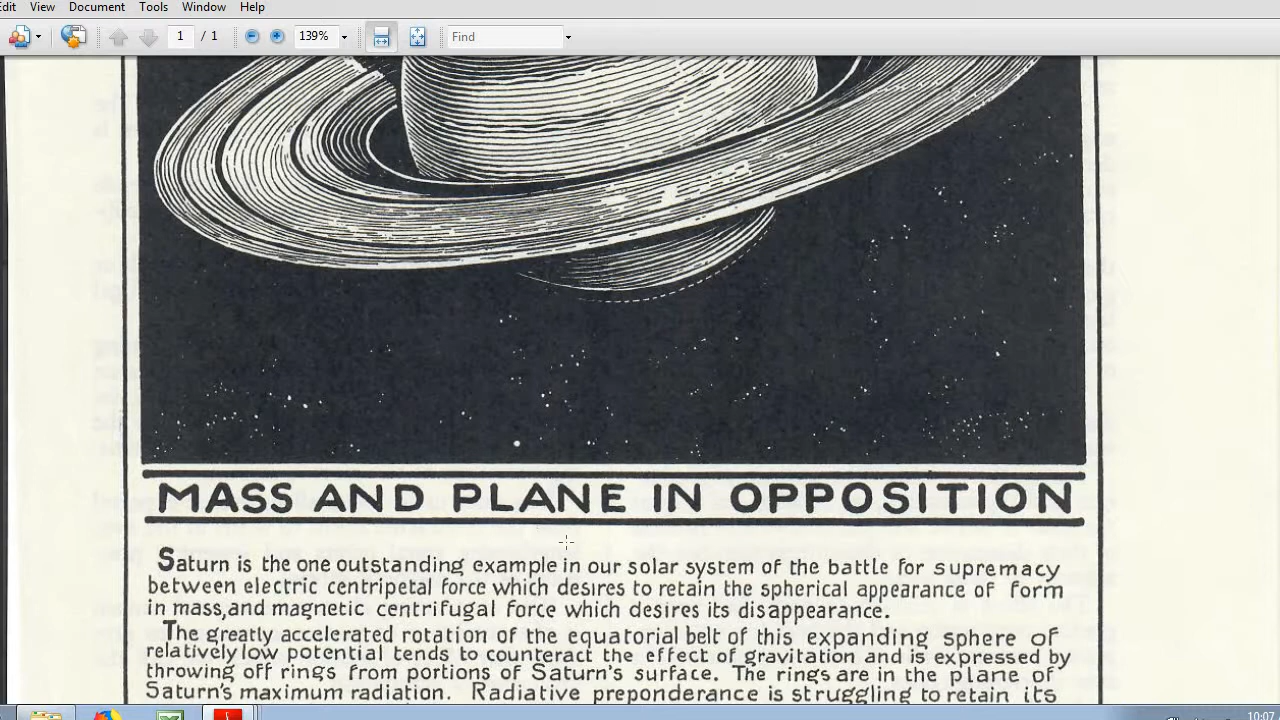 Edit View Document Tools Window Help
1 / 1 139% Find
MASS AND PLANE IN OPPOSITION
Saturn is the one outstanding example in our solar system of the battle for supremacy
between electric centripetal force which desires to retain the spherical appearance of form
in mass, and magnetic centrifugal force which desires its disappearance.
The greatly accelerated rotation of the equatorial belt of this expanding sphere of
relatively low potential tends to counteract the effect of gravitation and is expressed by
throwing off rings from portions of Saturn's surface. The rings are in the plane of
Saturn's maximum radiation. Radiative preponderance is struggling to retain its
10:07